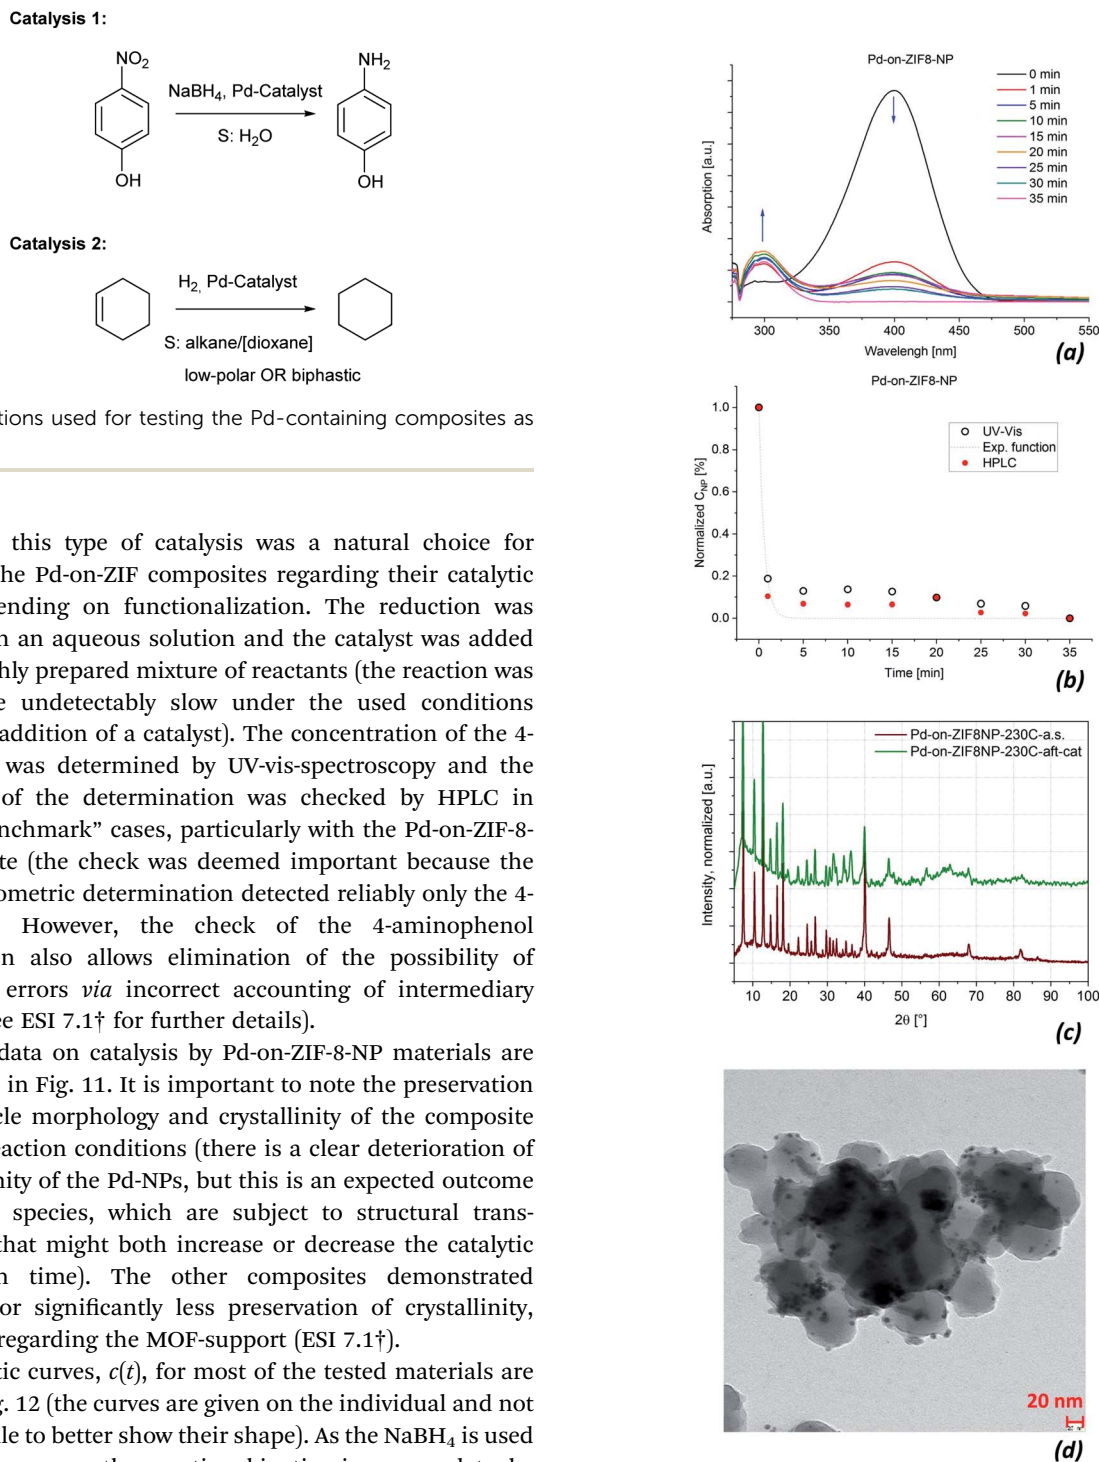 Catalysis 1:
NO₂
NH₂
NaBH₄, Pd-Catalyst
S: H₂O
OH
OH
Catalysis 2:
H₂, Pd-Catalyst
S: alkane/[dioxane]
low-polar OR biphastic
tions used for testing the Pd-containing composites as
this type of catalysis was a natural choice for
he Pd-on-ZIF composites regarding their catalytic
ending on functionalization. The reduction was
n an aqueous solution and the catalyst was added
hly prepared mixture of reactants (the reaction was
e undetectably slow under the used conditions
addition of a catalyst). The concentration of the 4-
was determined by UV-vis-spectroscopy and the
of the determination was checked by HPLC in
nchmark” cases, particularly with the Pd-on-ZIF-8-
te (the check was deemed important because the
ometric determination detected reliably only the 4-
However, the check of the 4-aminophenol
n also allows elimination of the possibility of
errors via incorrect accounting of intermediary
ee ESI 7.1† for further details).
data on catalysis by Pd-on-ZIF-8-NP materials are
in Fig. 11. It is important to note the preservation
cle morphology and crystallinity of the composite
eaction conditions (there is a clear deterioration of
nity of the Pd-NPs, but this is an expected outcome
species, which are subject to structural trans-
that might both increase or decrease the catalytic
n time). The other composites demonstrated
or significantly less preservation of crystallinity,
regarding the MOF-support (ESI 7.1†).
tic curves, c(t), for most of the tested materials are
g. 12 (the curves are given on the individual and not
le to better show their shape). As the NaBH₄ is used
Pd-on-ZIF8-NP
0 min
1 min
5 min
10 min
15 min
20 min
25 min
30 min
35 min
Absorption [a.u.]
300 350 400 450 500 550
Wavelengh [nm]
(a)
Pd-on-ZIF8-NP
UV-Vis
Exp. function
HPLC
Normalized C_NP [%]
1.0
0.8
0.6
0.4
0.2
0.0
0 5 10 15 20 25 30 35
Time [min]
(b)
Pd-on-ZIF8NP-230C-a.s.
Pd-on-ZIF8NP-230C-aft-cat
Intensity, normalized [a.u.]
10 20 30 40 50 60 70 80 90 100
2θ [°]
(c)
20 nm
(d)